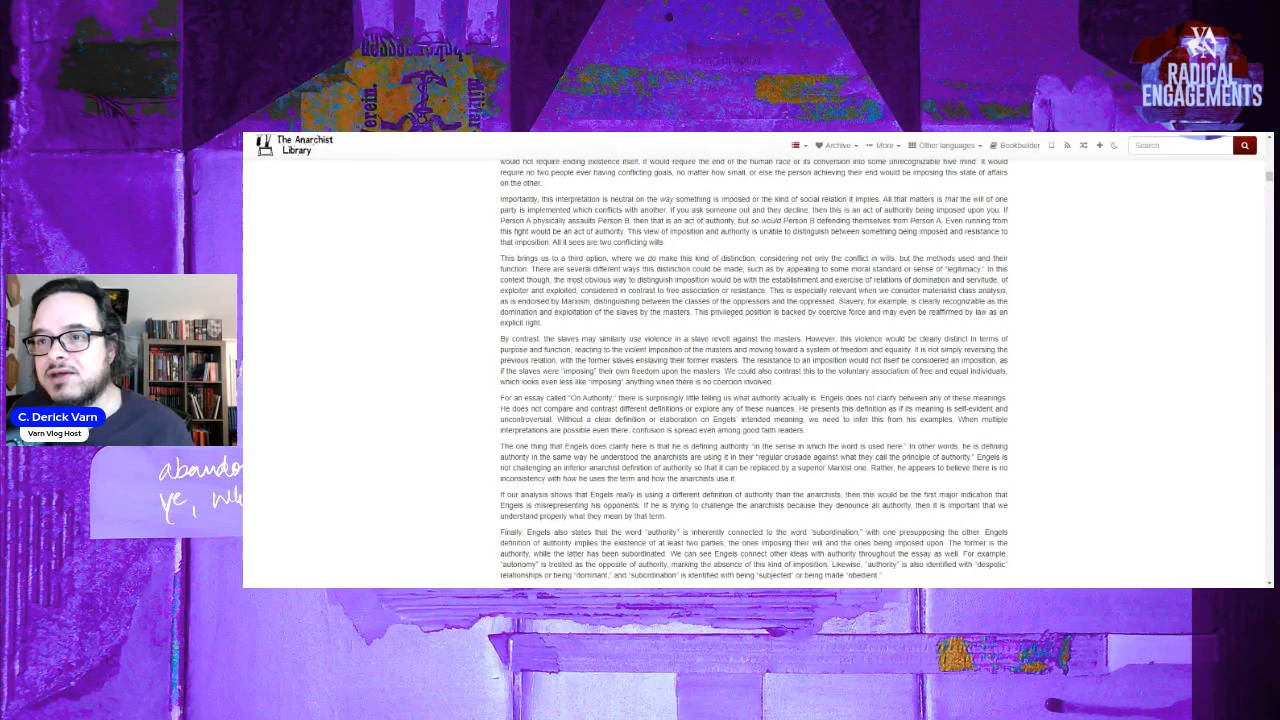 VARN
RADICAL
ENGAGEMENTS
The Anarchist
Library
Archive
More
Other languages
Bookbuilder
Search
would not require ending existence itself, it would require the end of the human race or its conversion into some unrecognizable hive mind. It would
require no two people ever having conflicting goals, no matter how small, or else the person achieving their end would be imposing this state of affairs
on the other.
Importantly, this interpretation is neutral on the way something is imposed or the kind of social relation it implies. All that matters is that the will of one
party is implemented which conflicts with another. If you ask someone out and they decline, then this is an act of authority being imposed upon you. If
Person A physically assaults Person B, then that is an act of authority, but so would Person B defending themselves from Person A. Even running from
this fight would be an act of authority. This view of imposition and authority is unable to distinguish between something being imposed and resistance to
that imposition. All it sees are two conflicting wills.
This brings us to a third option, where we do make this kind of distinction, considering not only the conflict in wills, but the methods used and their
function. There are several different ways this distinction could be made, such as by appealing to some moral standard or sense of “legitimacy.” In this
context though, the most obvious way to distinguish imposition would be with the establishment and exercise of relations of domination and servitude, of
exploiter and exploited, considered in contrast to free association or resistance. This is especially relevant when we consider materialist class analysis,
as is endorsed by Marxism, distinguishing between the classes of the oppressors and the oppressed. Slavery, for example, is clearly recognizable as the
domination and exploitation of the slaves by the masters. This privileged position is backed by coercive force and may even be reaffirmed by law as an
explicit right.
By contrast, the slaves may similarly use violence in a slave revolt against the masters. However, this violence would be clearly distinct in terms of
purpose and function, reacting to the violent imposition of the masters and moving toward a system of freedom and equality. It is not simply reversing the
previous relation, with the former slaves enslaving their former masters. The resistance to an imposition would not itself be considered an imposition, as
if the slaves were “imposing” their own freedom upon the masters. We could also contrast this to the voluntary association of free and equal individuals,
which looks even less like “imposing” anything when there is no coercion involved.
For an essay called “On Authority,” there is surprisingly little telling us what authority actually is. Engels does not clarify between any of these meanings.
He does not compare and contrast different definitions or explore any of these nuances. He presents this definition as if its meaning is self-evident and
uncontroversial. Without a clear definition or elaboration on Engels’ intended meaning, we need to infer this from his examples. When multiple
interpretations are possible even there, confusion is spread even among good faith readers.
The one thing that Engels does clarify here is that he is defining authority “in the sense in which the word is used here.” In other words, he is defining
authority in the same way he understood the anarchists are using it in their “regular crusade against what they call the principle of authority.” Engels is
not challenging an inferior anarchist definition of authority so that it can be replaced by a superior Marxist one. Rather, he appears to believe there is no
inconsistency with how he uses the term and how the anarchists use it.
If our analysis shows that Engels really is using a different definition of authority than the anarchists, then this would be the first major indication that
Engels is misrepresenting his opponents. If he is trying to challenge the anarchists because they denounce all authority, then it is important that we
understand properly what they mean by that term.
Finally, Engels also states that the word “authority” is inherently connected to the word “subordination,” with one presupposing the other. Engels
definition of authority implies the existence of at least two parties, the ones imposing their will and the ones being imposed upon. The former is the
authority, while the latter has been subordinated. We can see Engels connect other ideas with authority throughout the essay as well. For example,
“autonomy” is treated as the opposite of authority, marking the absence of this kind of imposition. Likewise, “authority” is also identified with “despotic”
relationships or being “dominant,” and “subordination” is identified with being “subjected” or being made “obedient.”
C. Derick Varn
Varn Vlog Host
abando
ye,